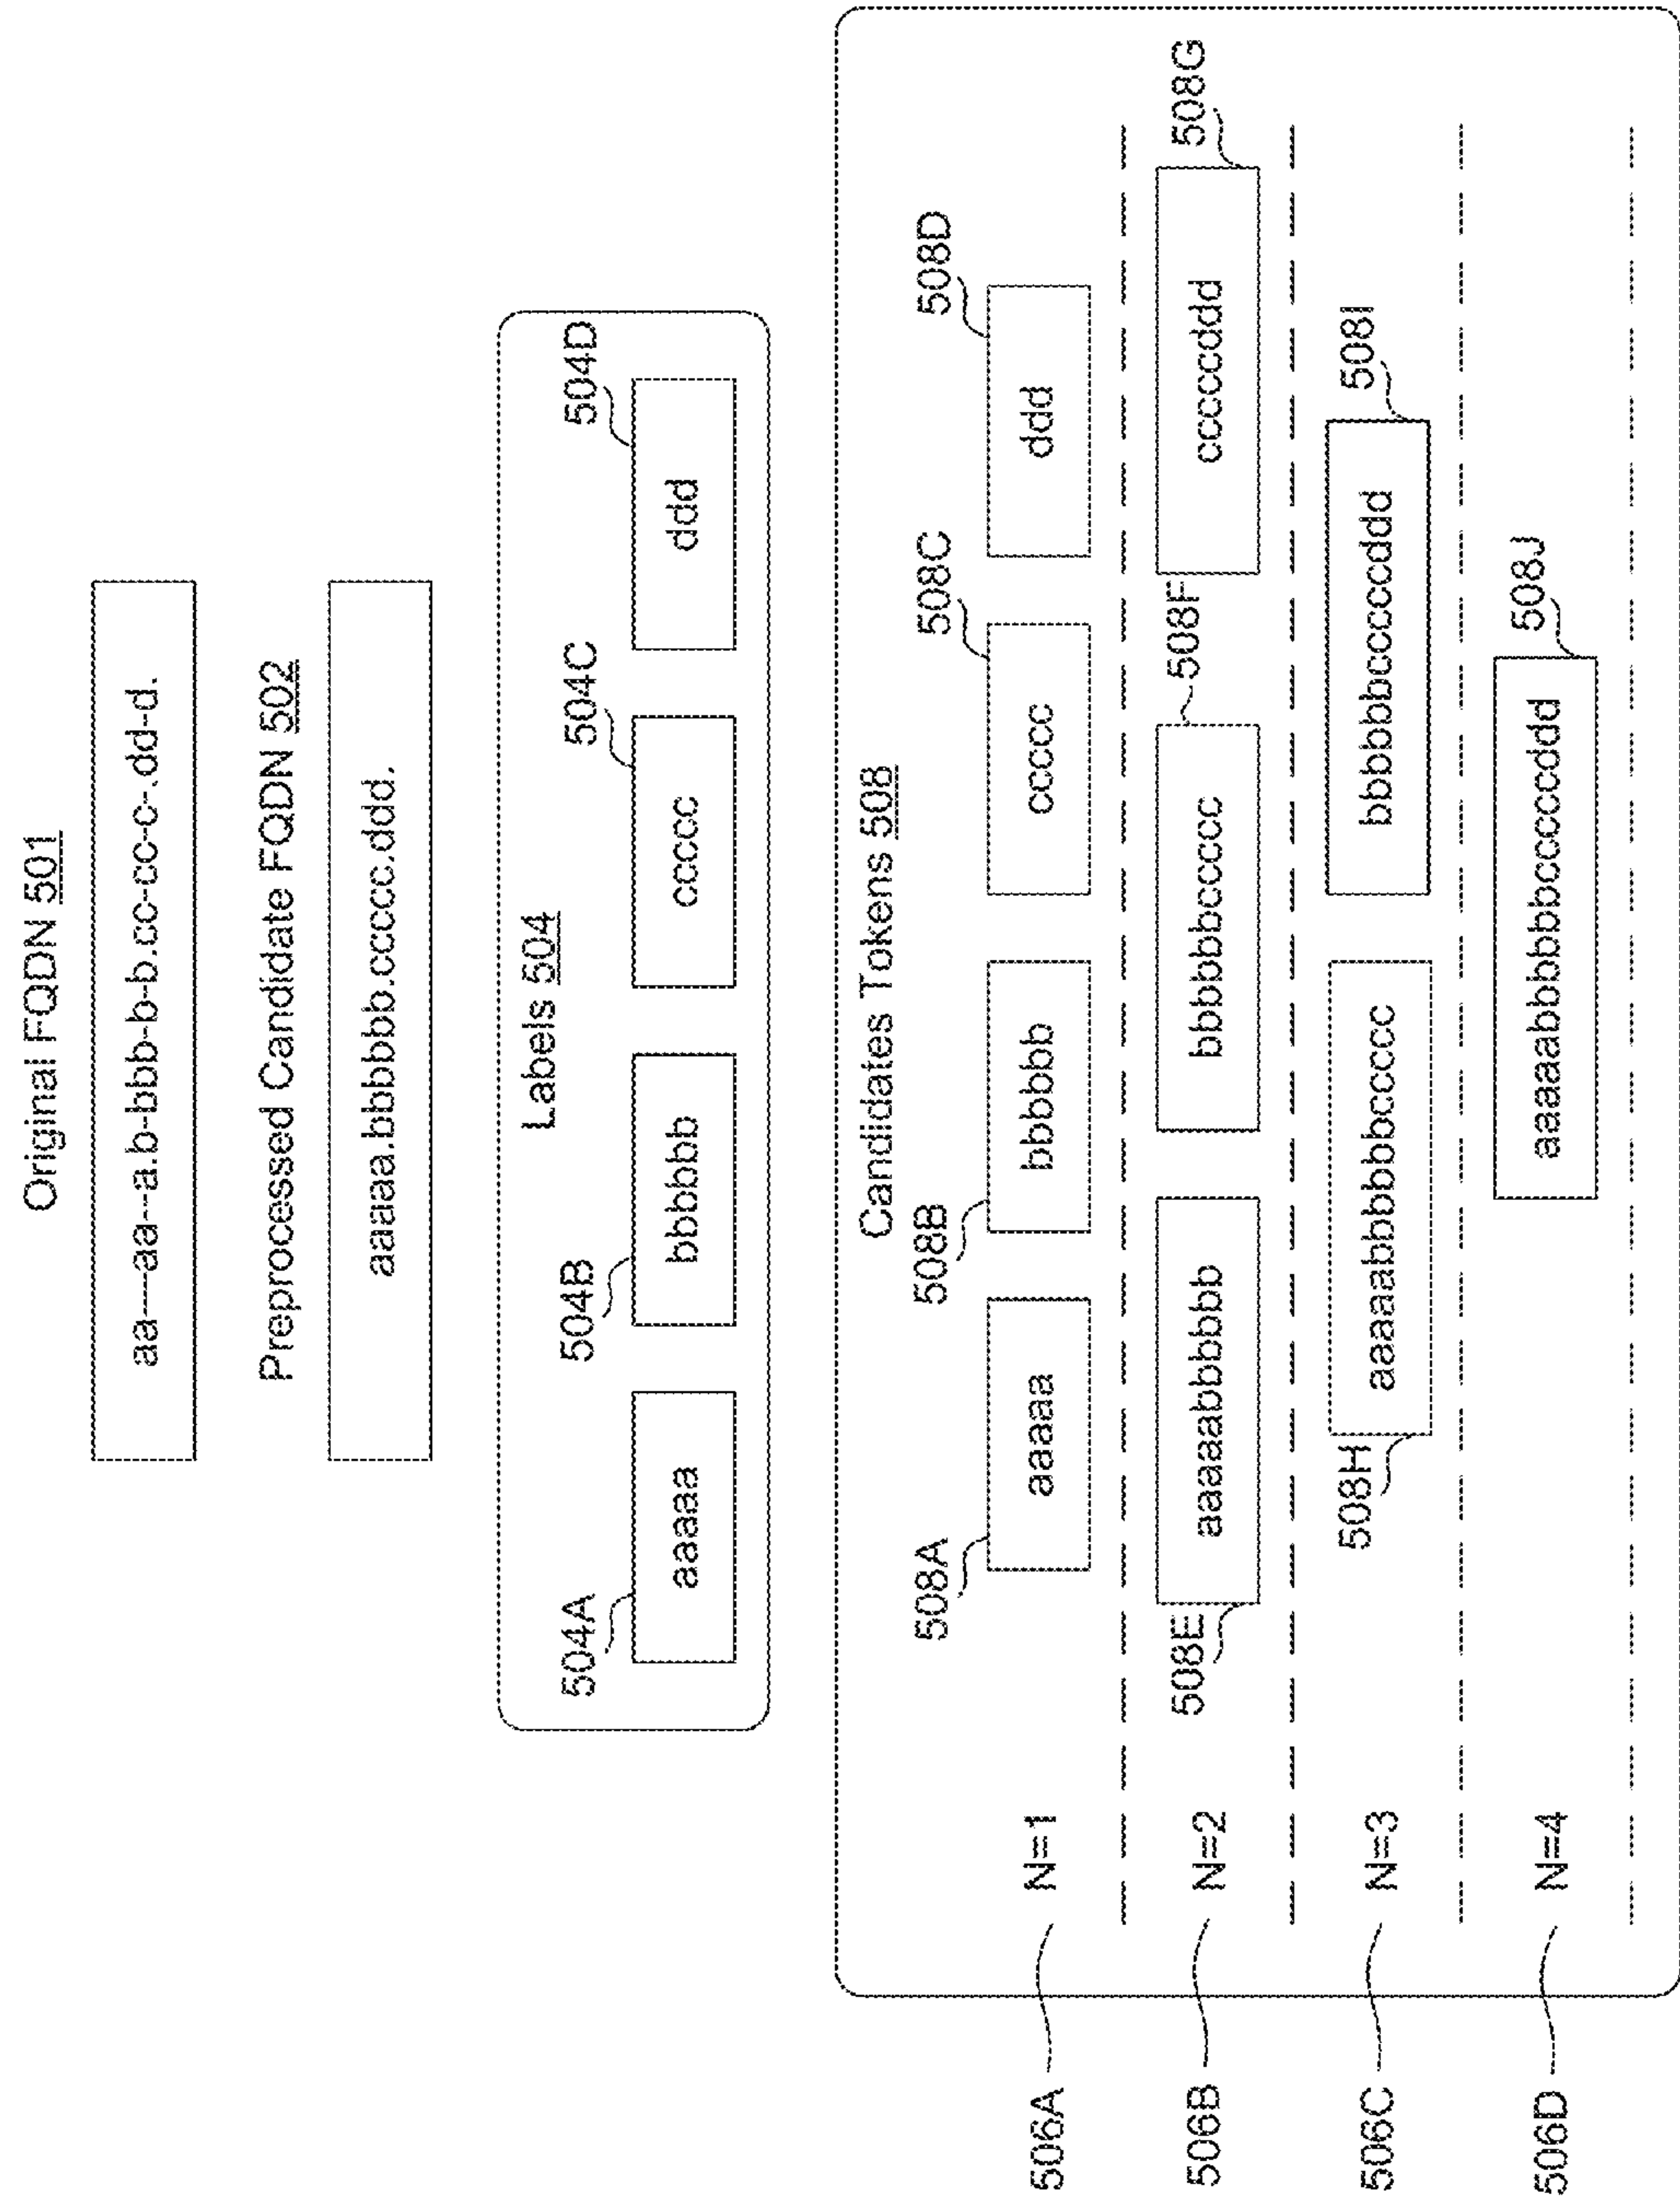 Original FQDN 501
aa---aa--a.b-bbb-b-b.cc-cc-c-.dd-d.
Preprocessed Candidate FQDN 502
aaaaa.bbbbbb.ccccc.ddd.
Labels 504
504A 504B 504C 504D
aaaaa bbbbbb ccccc ddd
Candidates Tokens 508
508A 508B 508C 508D
506A N=1 aaaaa bbbbbb ccccc ddd
508E 508F 508G
506B N=2 aaaaabbbbbb bbbbbbccccc cccccddd
508H 508I
506C N=3 aaaaabbbbbbccccc bbbbbbcccccddd
508J
506D N=4 aaaaabbbbbbcccccddd